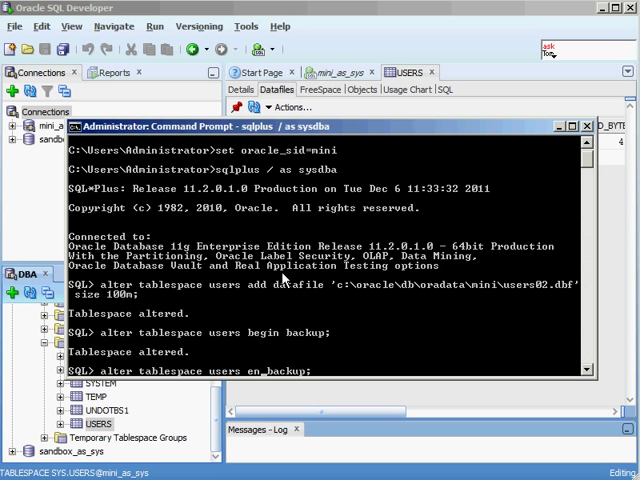 Oracle SQL Developer
File Edit View Navigate Run Versioning Tools Help
ask
Tom
Connections Reports Start Page mini_as_sys USERS
Details Datafiles FreeSpace Objects Usage Chart SQL
Actions...
Connections
mini_a
sandb
D_BYTE
4
Administrator: Command Prompt - sqlplus / as sysdba
C:\Users\Administrator>set oracle_sid=mini
C:\Users\Administrator>sqlplus / as sysdba
SQL*Plus: Release 11.2.0.1.0 Production on Tue Dec 6 11:33:32 2011
Copyright (c) 1982, 2010, Oracle. All rights reserved.
Connected to:
Oracle Database 11g Enterprise Edition Release 11.2.0.1.0 - 64bit Production
With the Partitioning, Oracle Label Security, OLAP, Data Mining,
Oracle Database Vault and Real Application Testing options
SQL> alter tablespace users add datafile 'c:\oracle\db\oradata\mini\users02.dbf'
size 100m;
Tablespace altered.
SQL> alter tablespace users begin backup;
Tablespace altered.
SQL> alter tablespace users en_backup;
DBA
SYSTEM
TEMP
UNDOTBS1
USERS
Temporary Tablespace Groups
sandbox_as_sys
Messages - Log
TABLESPACE SYS.USERS@mini_as_sys
Editing